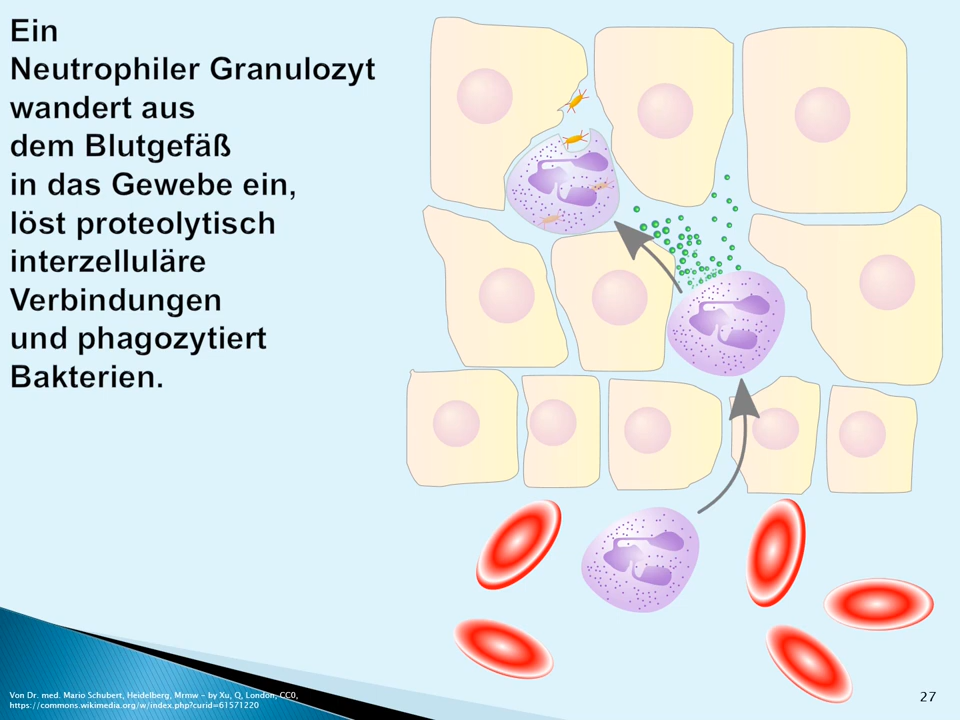 Ein
Neutrophiler Granulozyt
wandert aus
dem Blutgefäß
in das Gewebe ein,
löst proteolytisch
interzelluläre
Verbindungen
und phagozytiert
Bakterien.
Von Dr. med. Mario Schubert, Heidelberg, Mrmw - by Xu, Q, London, CC0,
https://commons.wikimedia.org/w/index.php?curid=61571220
27